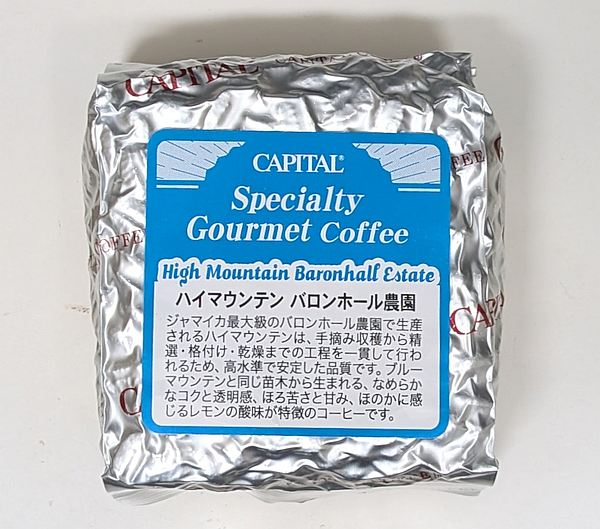 CAPITAL
CAPITAL®
Specialty
Gourmet Coffee
High Mountain Baronhall Estate
ハイマウンテン バロンホール農園
ジャマイカ最大級のバロンホール農園で生産
されるハイマウンテンは、手摘み収穫から精
選・格付け・乾燥までの工程を一貫して行わ
れるため、高水準で安定した品質です。ブルー
マウンテンと同じ苗木から生まれる、なめらか
なコクと透明感、ほろ苦さと甘み、ほのかに感
じるレモンの酸味が特徴のコーヒーです。